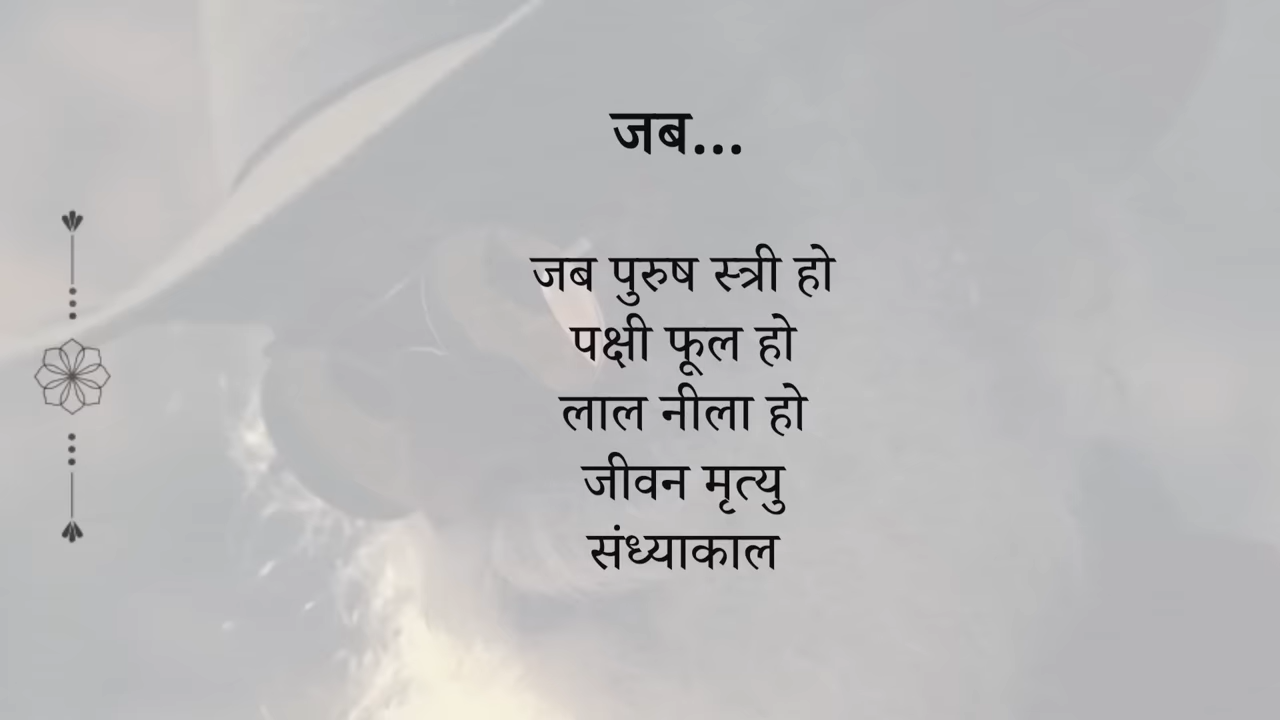 जब...
जब पुरुष स्त्री हो
पक्षी फूल हो
लाल नीला हो
जीवन मृत्यु
संध्याकाल